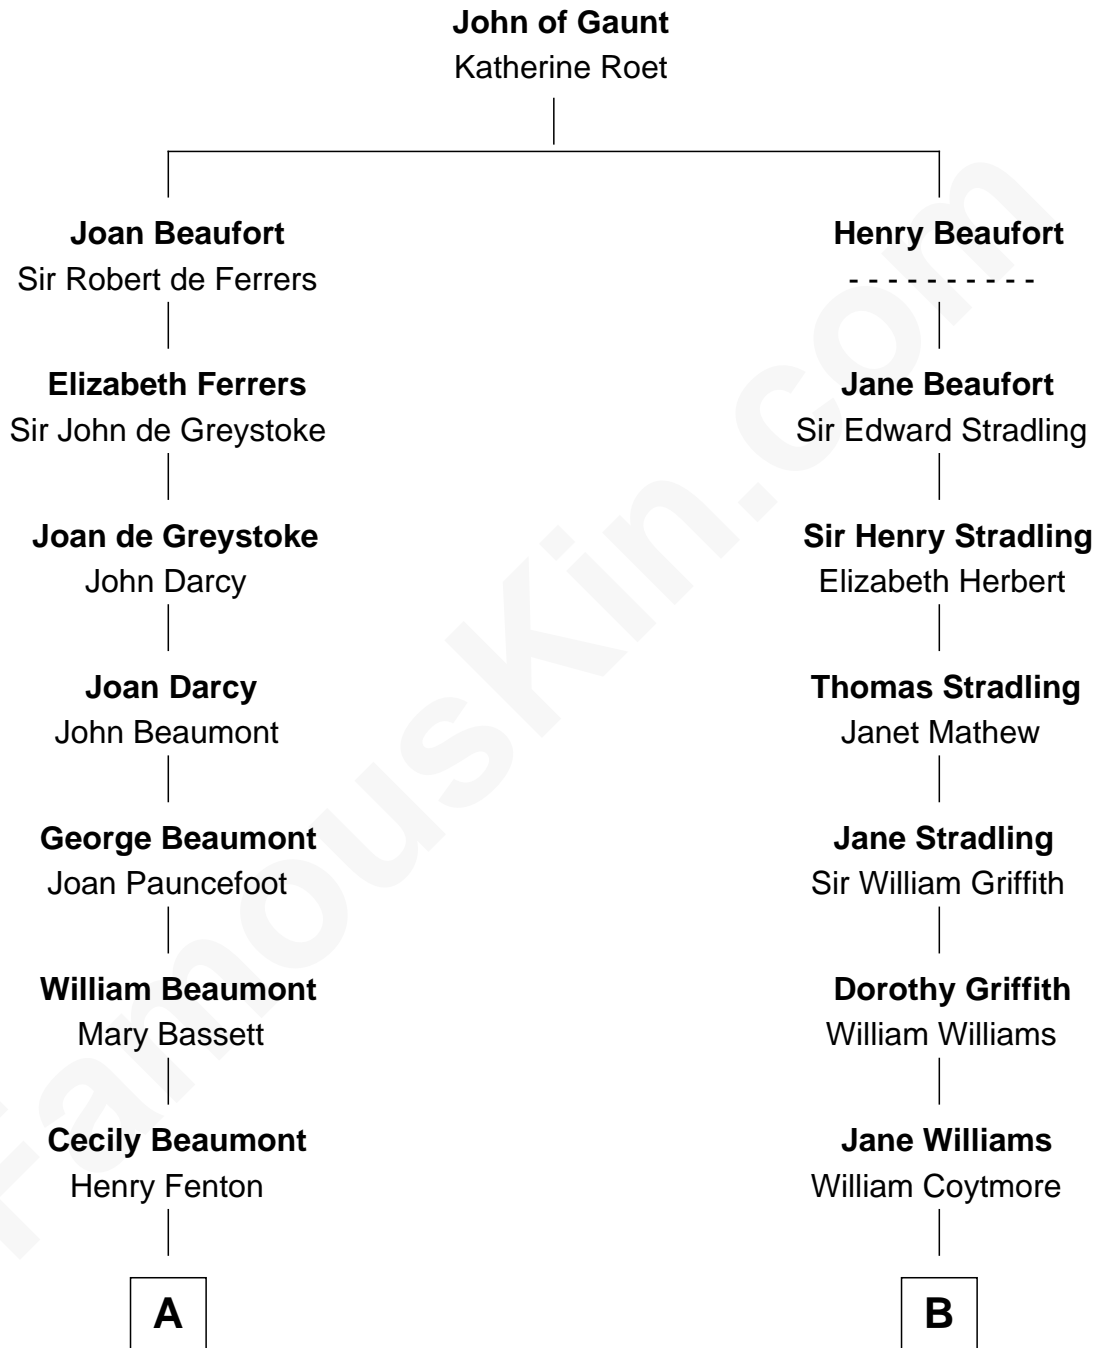 John of Gaunt
Katherine Roet
Joan Beaufort
Sir Robert de Ferrers
Henry Beaufort
- - - - - - - - - -
Elizabeth Ferrers
Sir John de Greystoke
Jane Beaufort
Sir Edward Stradling
Joan de Greystoke
John Darcy
Sir Henry Stradling
Elizabeth Herbert
Joan Darcy
John Beaumont
Thomas Stradling
Janet Mathew
George Beaumont
Joan Pauncefoot
Jane Stradling
Sir William Griffith
William Beaumont
Mary Bassett
Dorothy Griffith
William Williams
Cecily Beaumont
Henry Fenton
Jane Williams
William Coytmore
A
B
FamousKin.com